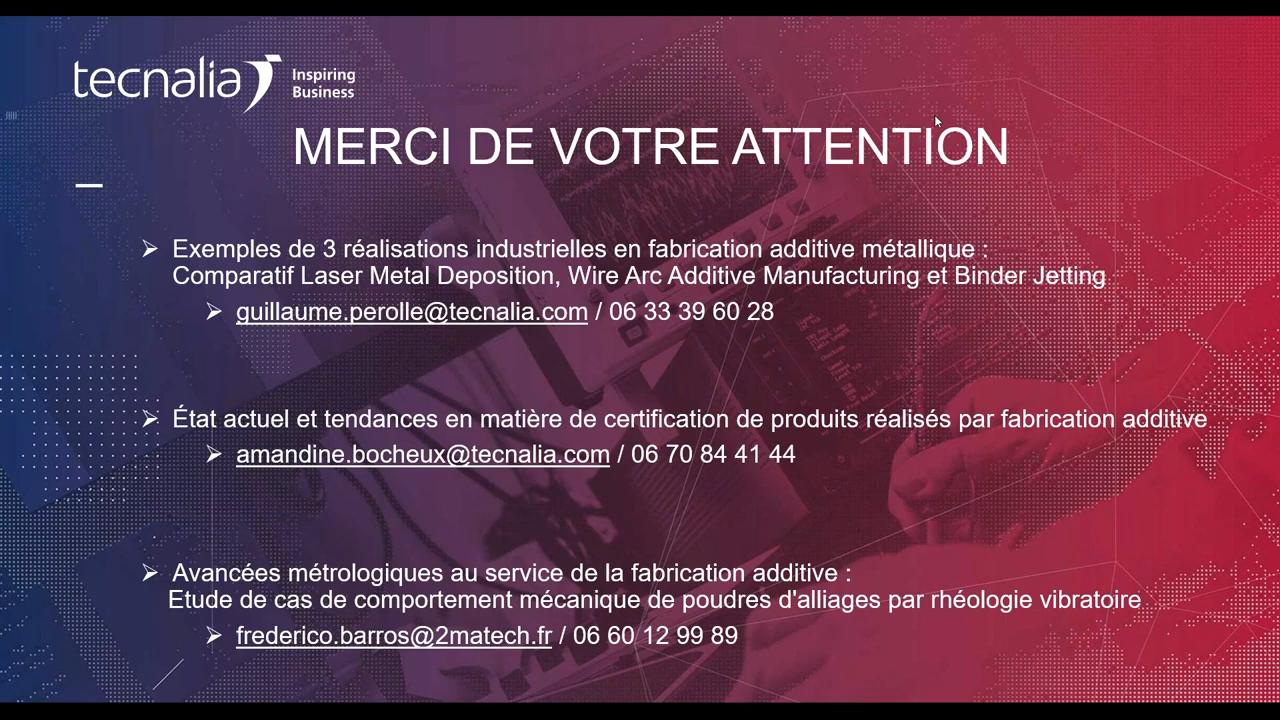 tecnalia Inspiring Business
MERCI DE VOTRE ATTENTION
➢ Exemples de 3 réalisations industrielles en fabrication additive métallique :
Comparatif Laser Metal Deposition, Wire Arc Additive Manufacturing et Binder Jetting
➢ guillaume.perolle@tecnalia.com / 06 33 39 60 28
➢ État actuel et tendances en matière de certification de produits réalisés par fabrication additive
➢ amandine.bocheux@tecnalia.com / 06 70 84 41 44
➢ Avancées métrologiques au service de la fabrication additive :
Etude de cas de comportement mécanique de poudres d'alliages par rhéologie vibratoire
➢ frederico.barros@2matech.fr / 06 60 12 99 89